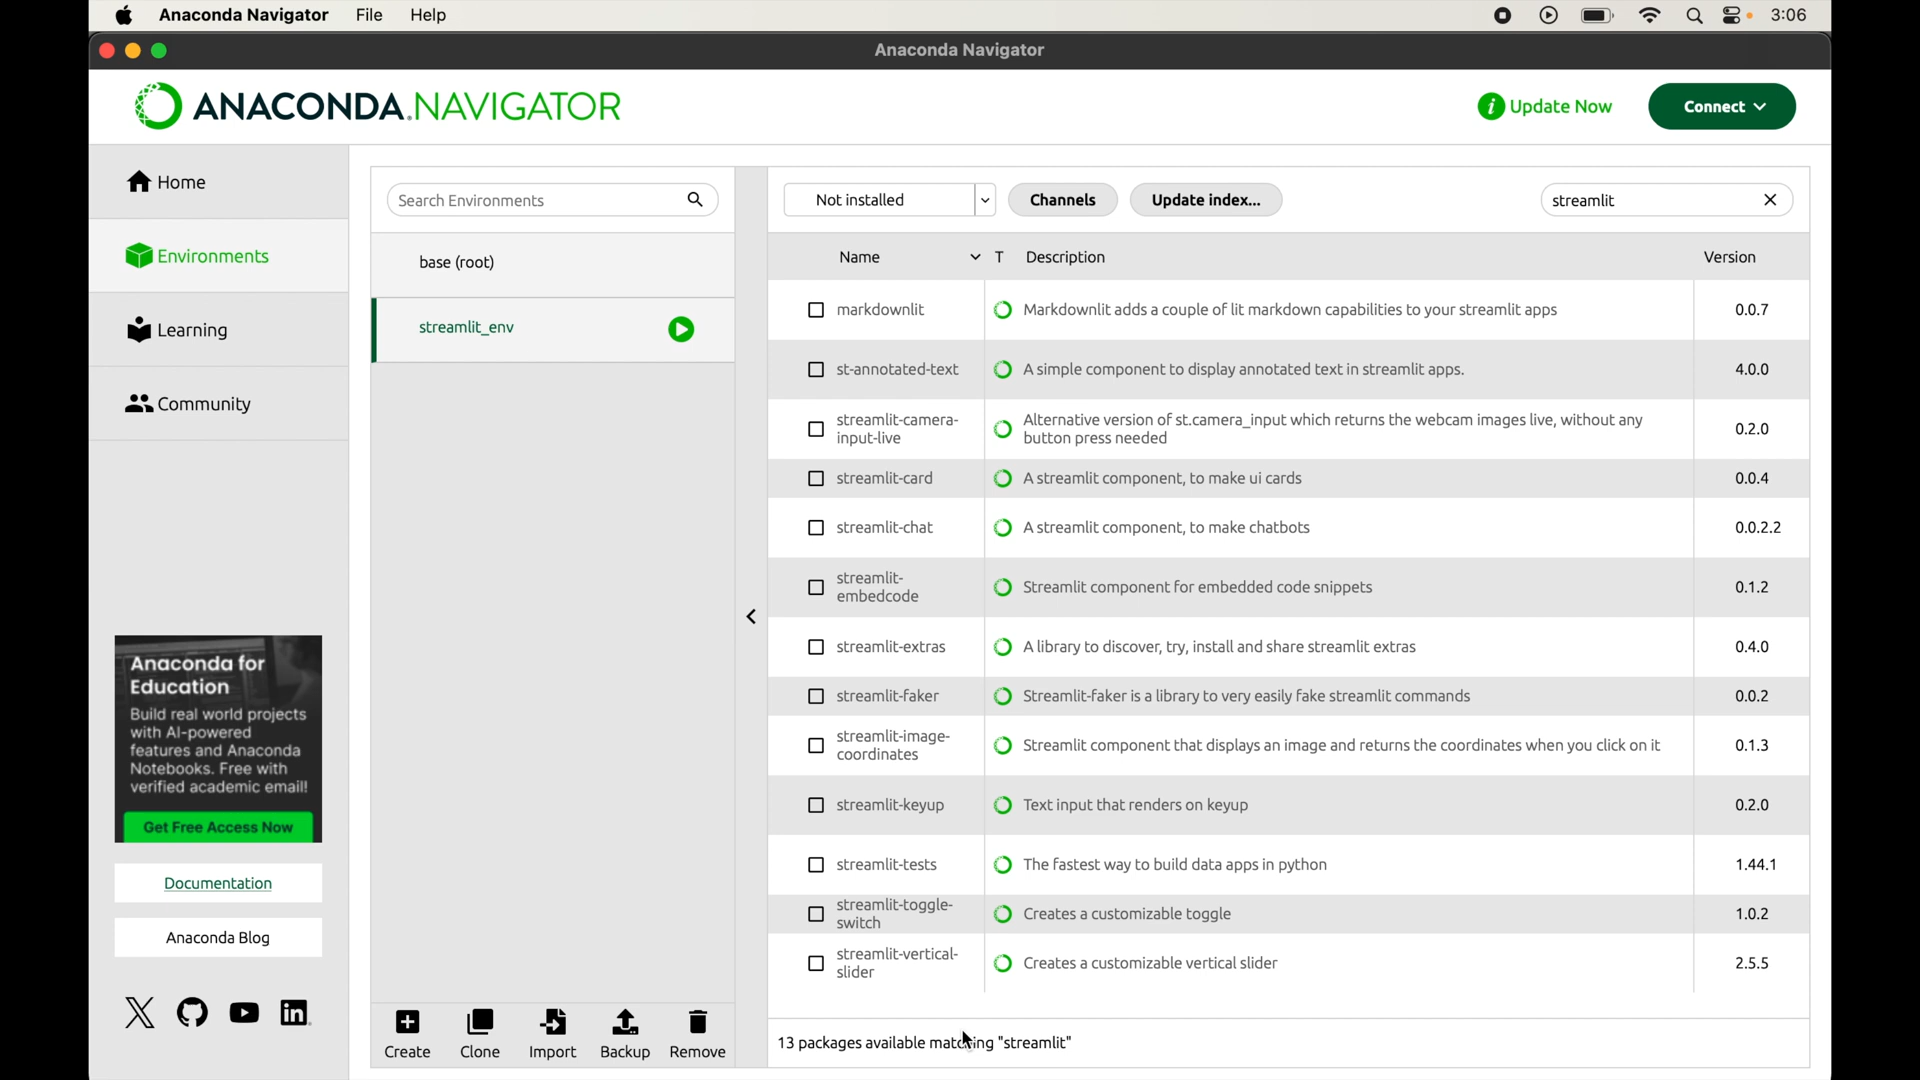 Anaconda Navigator File Help 3:06
Anaconda Navigator
ANACONDA.NAVIGATOR
i Update Now
Connect
Home
Environments
Learning
Community
Anaconda for
Education
Build real world projects
with AI-powered
features and Anaconda
Notebooks. Free with
verified academic email!
Get Free Access Now
Documentation
Anaconda Blog
X
in
Search Environments
base (root)
streamlit_env
Create Clone Import Backup Remove
Not installed Channels Update index... streamlit
Name T Description Version
markdownlit Markdownlit adds a couple of lit markdown capabilities to your streamlit apps 0.0.7
st-annotated-text A simple component to display annotated text in streamlit apps. 4.0.0
streamlit-camera-
input-live
Alternative version of st.camera_input which returns the webcam images live, without any
button press needed
0.2.0
streamlit-card A streamlit component, to make ui cards 0.0.4
streamlit-chat A streamlit component, to make chatbots 0.0.2.2
streamlit-
embedcode
Streamlit component for embedded code snippets 0.1.2
streamlit-extras A library to discover, try, install and share streamlit extras 0.4.0
streamlit-faker Streamlit-faker is a library to very easily fake streamlit commands 0.0.2
streamlit-image-
coordinates
Streamlit component that displays an image and returns the coordinates when you click on it 0.1.3
streamlit-keyup Text input that renders on keyup 0.2.0
streamlit-tests The fastest way to build data apps in python 1.44.1
streamlit-toggle-
switch
Creates a customizable toggle 1.0.2
streamlit-vertical-
slider
Creates a customizable vertical slider 2.5.5
13 packages available matching "streamlit"